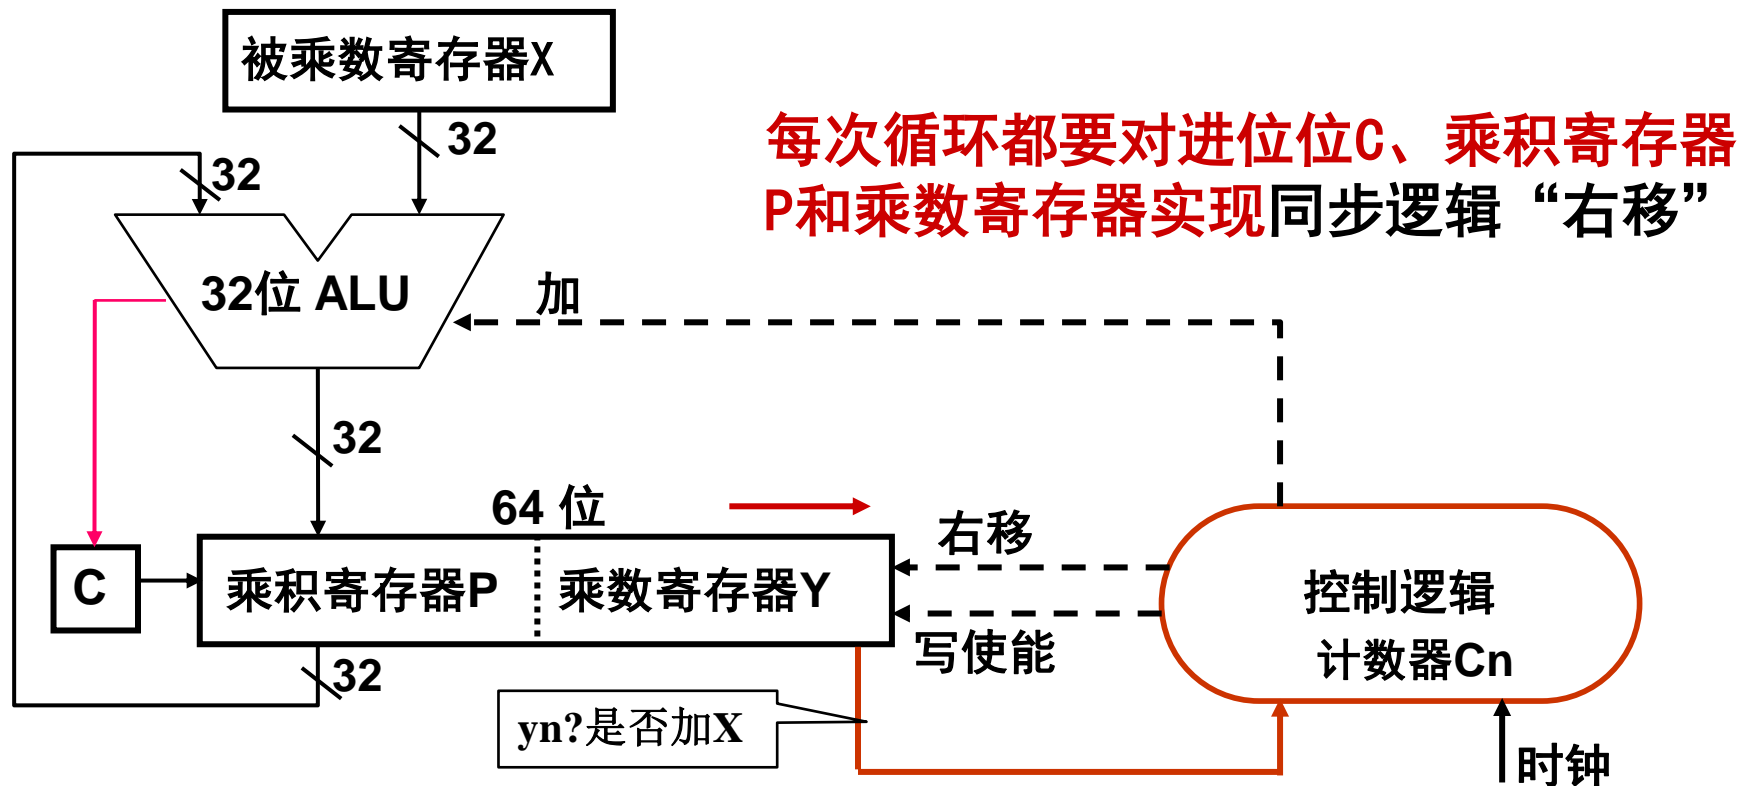 被乘数寄存器X
每次循环都要对进位位C、乘积寄存器
P和乘数寄存器实现同步逻辑“右移”
32
32
32位 ALU
加
32
64 位
右移
C
乘积寄存器P
乘数寄存器Y
控制逻辑
写使能
计数器Cn
32
yn?是否加X
时钟